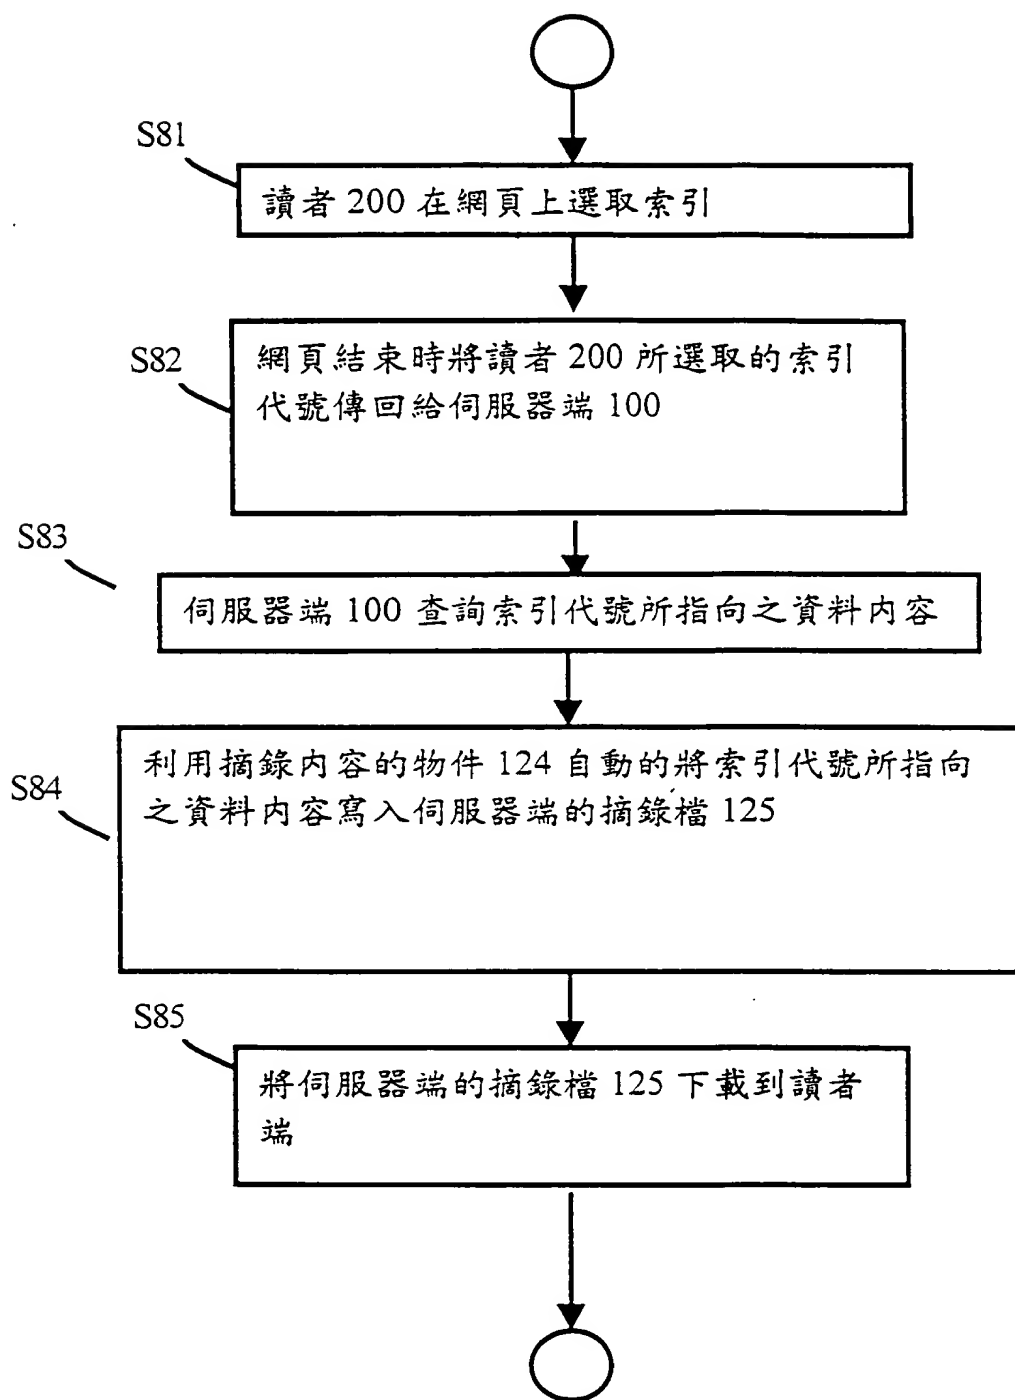 S81
讀者 200 在網頁上選取索引
S82
網頁結束時將讀者 200 所選取的索引
代號傳回給伺服器端 100
S83
伺服器端 100 查詢索引代號所指向之資料內容
S84
利用摘錄內容的物件 124 自動的將索引代號所指向
之資料內容寫入伺服器端的摘錄檔 125
S85
將伺服器端的摘錄檔 125 下載到讀者
端